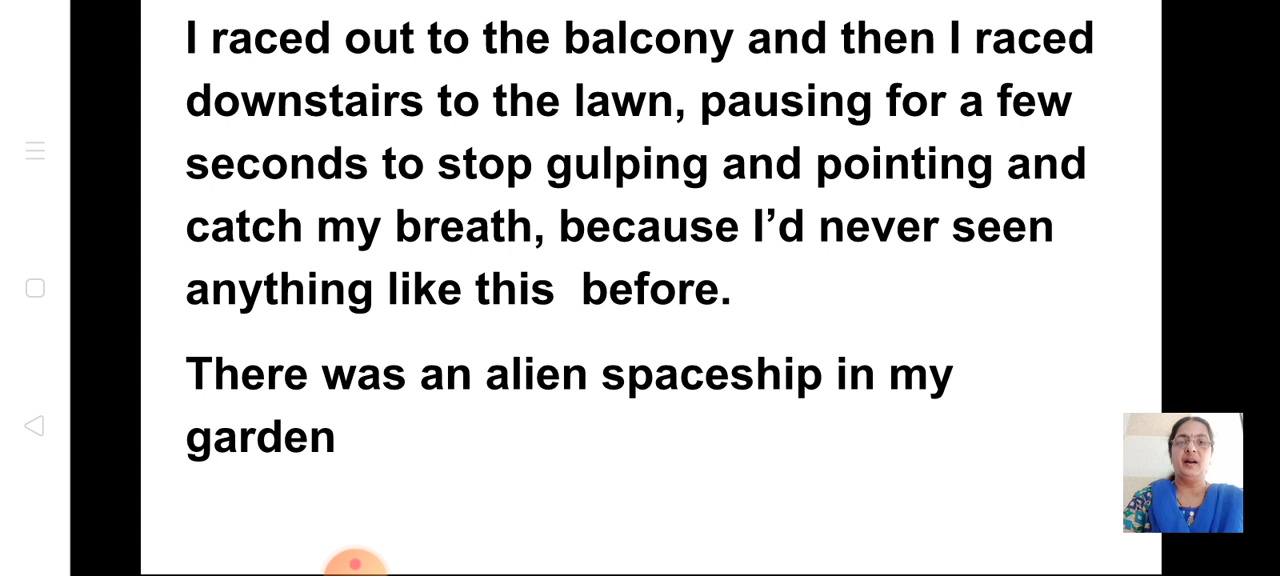 I raced out to the balcony and then I raced
downstairs to the lawn, pausing for a few
seconds to stop gulping and pointing and
catch my breath, because I’d never seen
anything like this  before.
There was an alien spaceship in my
garden